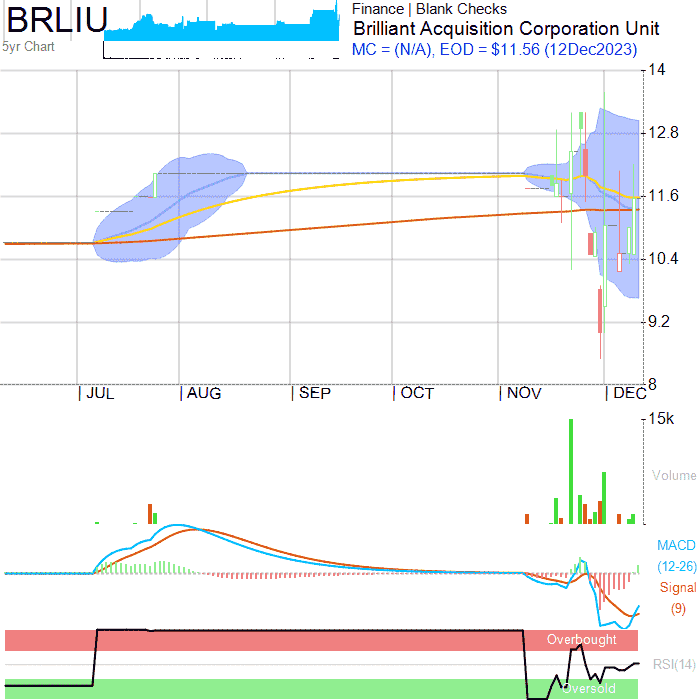 BRLIU
5yr Chart
Finance | Blank Checks
Brilliant Acquisition Corporation Unit
MC = (N/A), EOD = $11.56 (12Dec2023)
14
12.8
11.6
10.4
9.2
8
| JUL | AUG | SEP | OCT | NOV | DEC
15k
Volume
MACD
(12-26)
Signal
(9)
Overbought
RSI(14)
Oversold